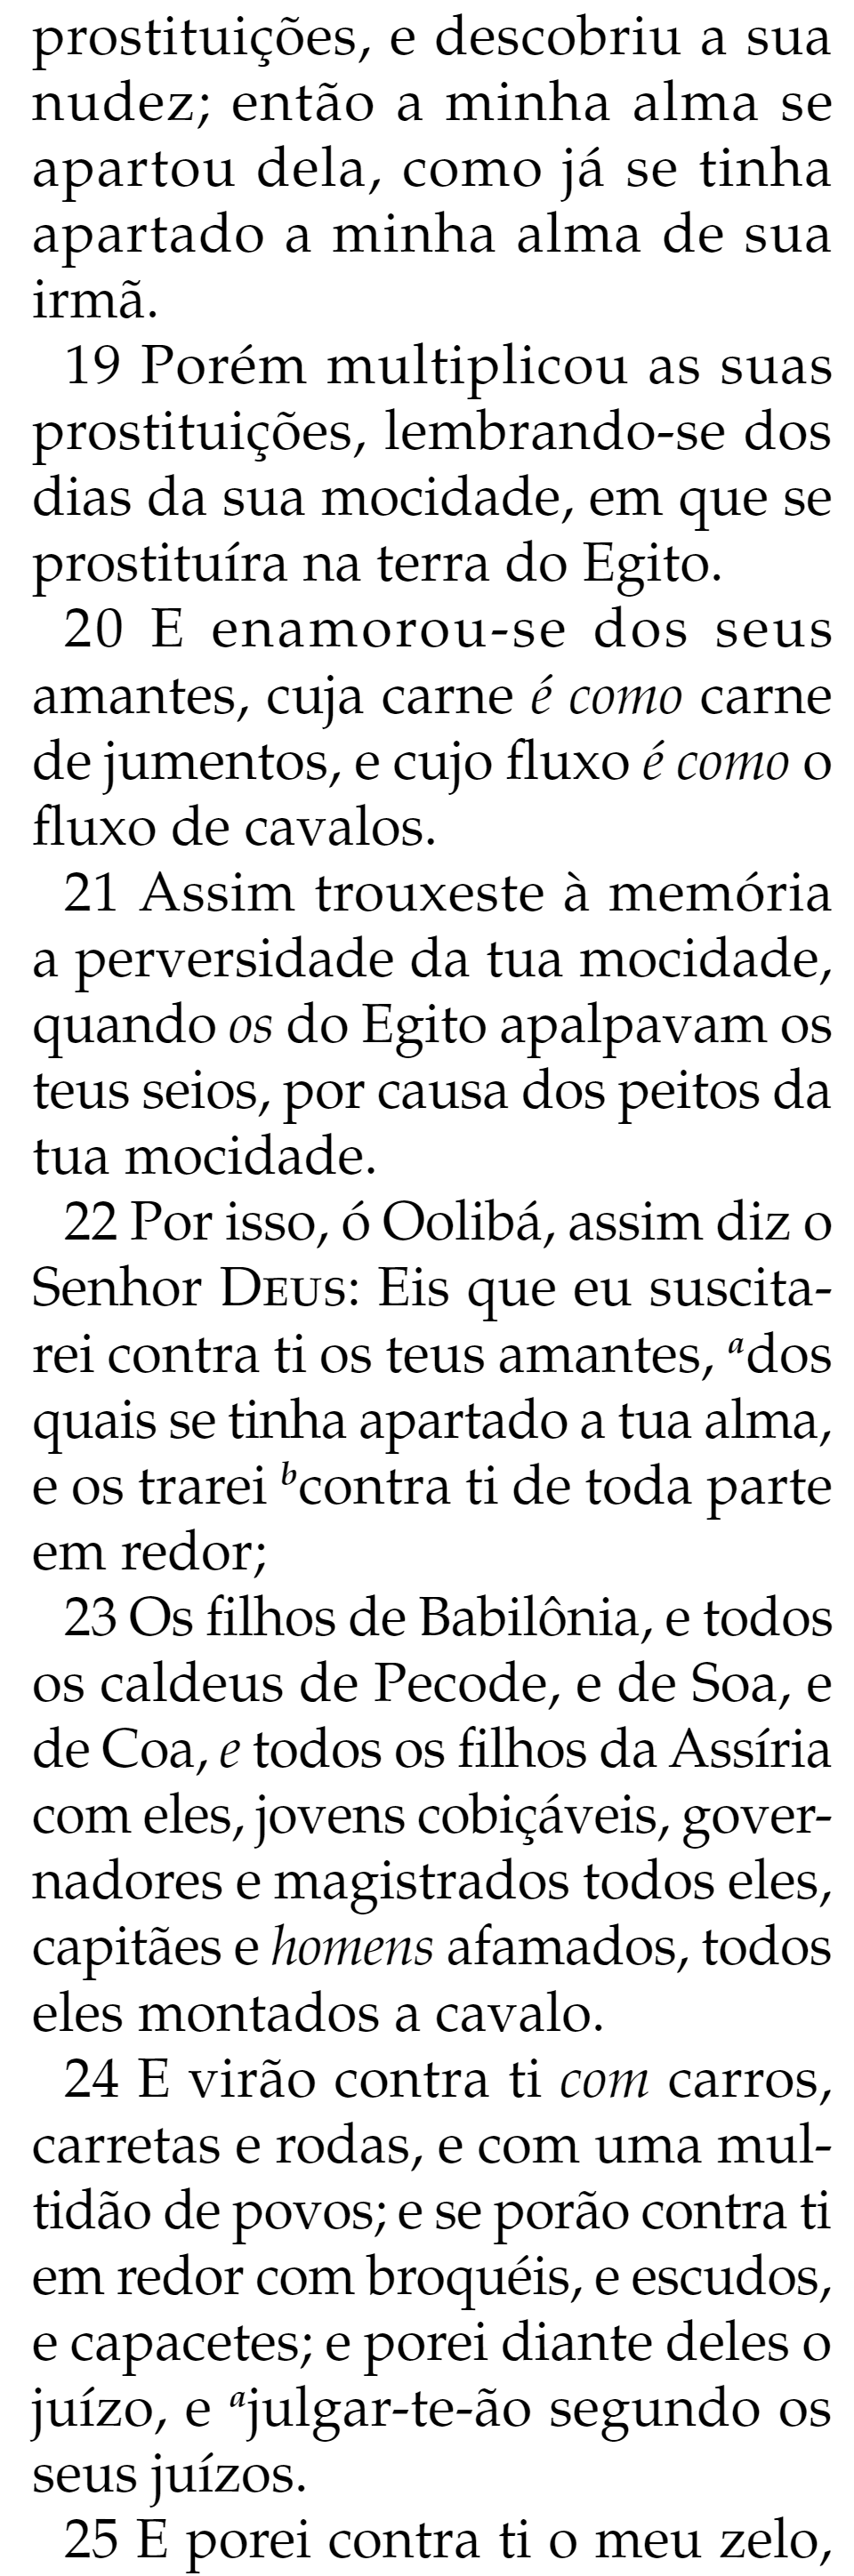 prostituições, e descobriu a sua
nudez; então a minha alma se
apartou dela, como já se tinha
apartado a minha alma de sua
irmã.
19 Porém multiplicou as suas
prostituições, lembrando-se dos
dias da sua mocidade, em que se
prostituíra na terra do Egito.
20 E enamorou-se dos seus
amantes, cuja carne é como carne
de jumentos, e cujo fluxo é como o
fluxo de cavalos.
21 Assim trouxeste à memória
a perversidade da tua mocidade,
quando os do Egito apalpavam os
teus seios, por causa dos peitos da
tua mocidade.
22 Por isso, ó Oolibá, assim diz o
Senhor DEUS: Eis que eu suscita-
rei contra ti os teus amantes, ados
quais se tinha apartado a tua alma,
e os trarei bcontra ti de toda parte
em redor;
23 Os filhos de Babilônia, e todos
os caldeus de Pecode, e de Soa, e
de Coa, e todos os filhos da Assíria
com eles, jovens cobiçáveis, gover-
nadores e magistrados todos eles,
capitães e homens afamados, todos
eles montados a cavalo.
24 E virão contra ti com carros,
carretas e rodas, e com uma mul-
tidão de povos; e se porão contra ti
em redor com broquéis, e escudos,
e capacetes; e porei diante deles o
juízo, e ajulgar-te-ão segundo os
seus juízos.
25 E porei contra ti o meu zelo,